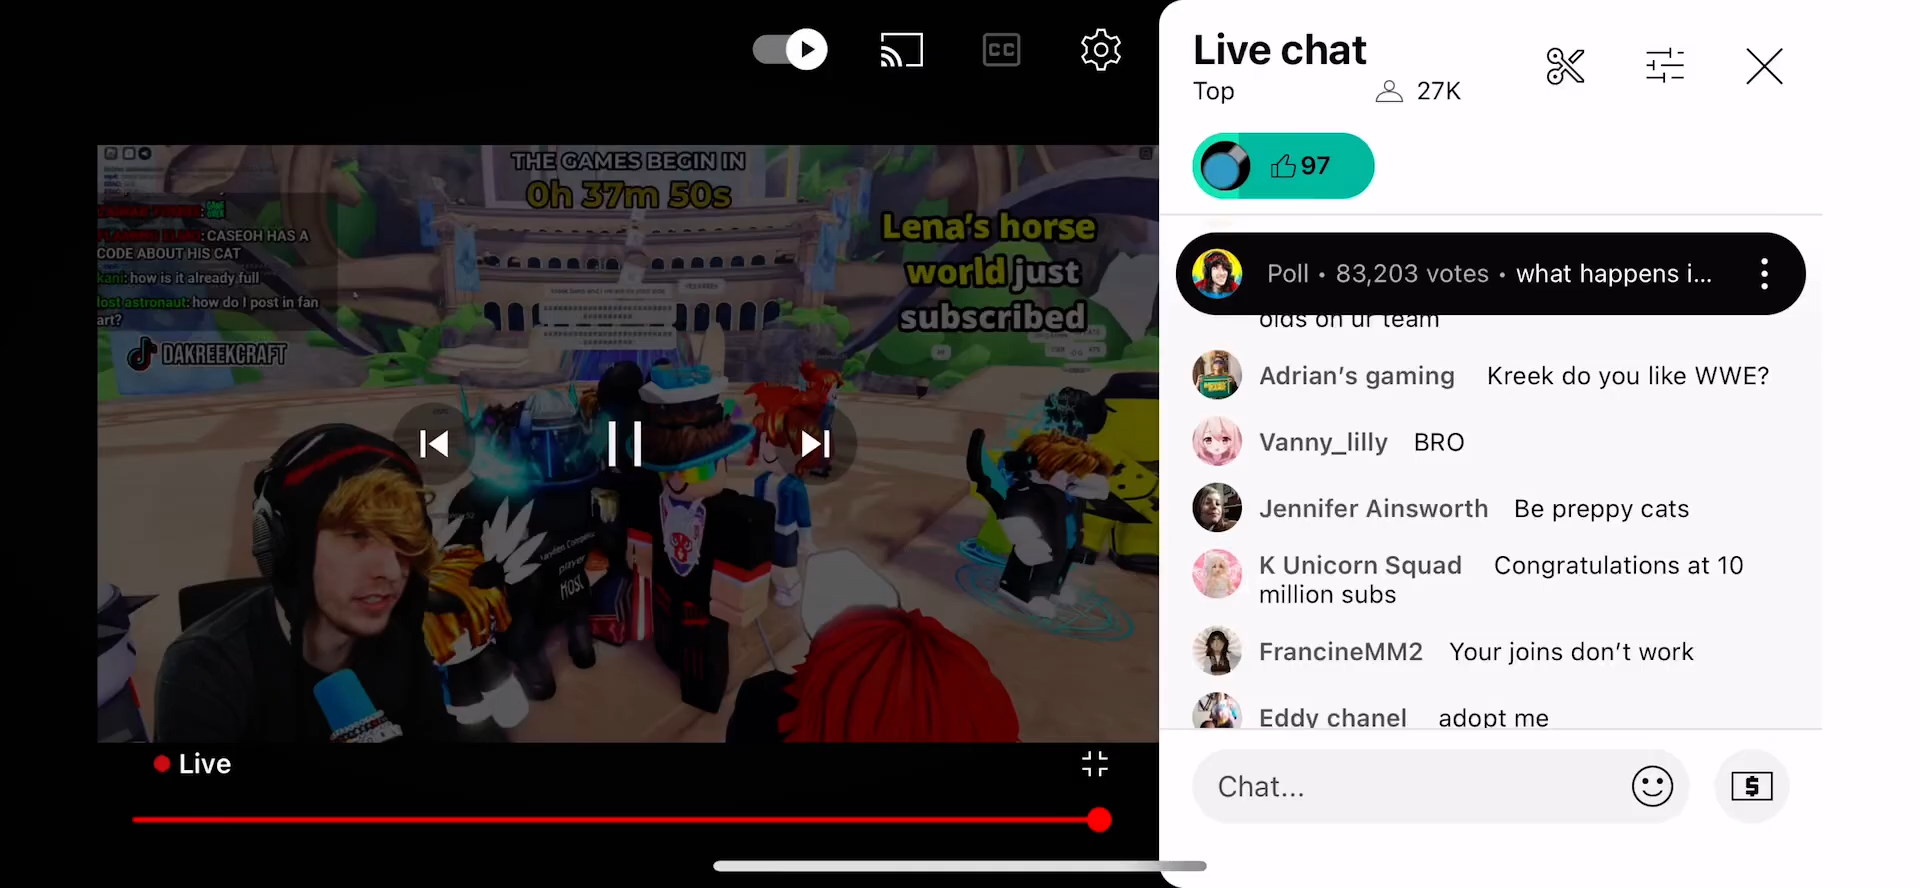 THE GAMES BEGIN IN
0h 37m 50s
: CASEOH HAS A
CODE ABOUT HIS CAT
kani: how is it already full
lost astronaut: how do I post in fan
art?
DAKREEKCRAFT
Lena's horse
world just
subscribed
HOST
Live
CC
Live chat
Top
27K
97
Poll • 83,203 votes • what happens i...
olds on ur team
Adrian's gaming Kreek do you like WWE?
Vanny_lilly BRO
Jennifer Ainsworth Be preppy cats
K Unicorn Squad Congratulations at 10
million subs
FrancineMM2 Your joins don't work
Eddy chanel adopt me
Chat...
$